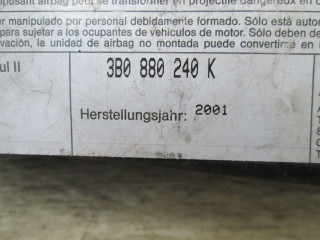 posant airbag peut se transformer en projectile dangereux en c
ser manipulado por personal debidamente formado. Sólo está autor
para sujetar a los ocupantes de vehículos de motor. Sólo deben de
vación, la unidad de airbag no montada puede convertirse en u
ul II
3B0 880 240 K
Herstellungsjahr: 2001